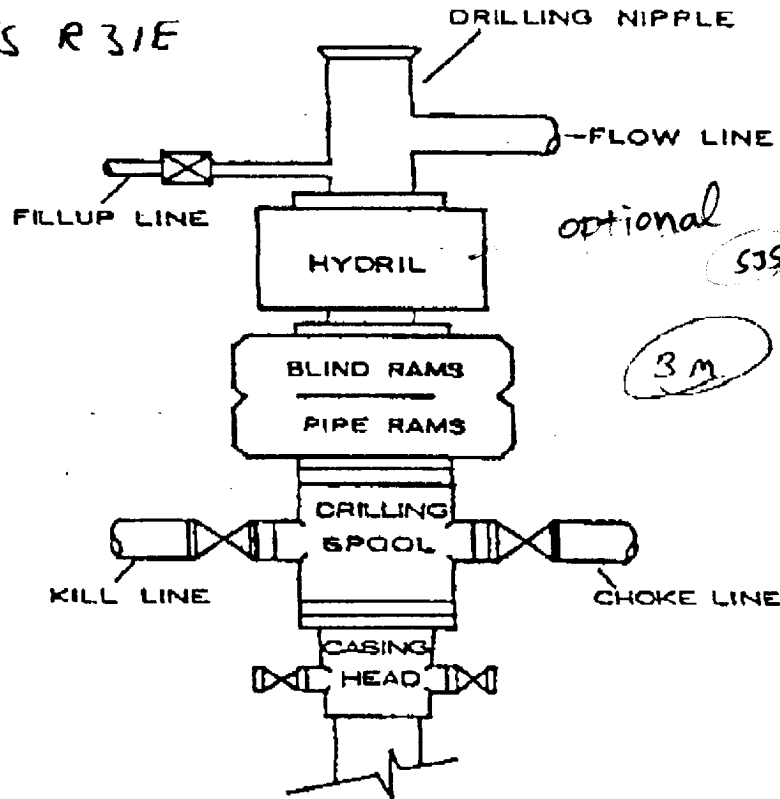 DRILLING NIPPLE
S R 31E
FLOW LINE
FILLUP LINE
optional
HYDRIL
SJS
3 M
BLIND RAMS
PIPE RAMS
DRILLING
SPOOL
KILL LINE
CHOKE LINE
CASING
HEAD